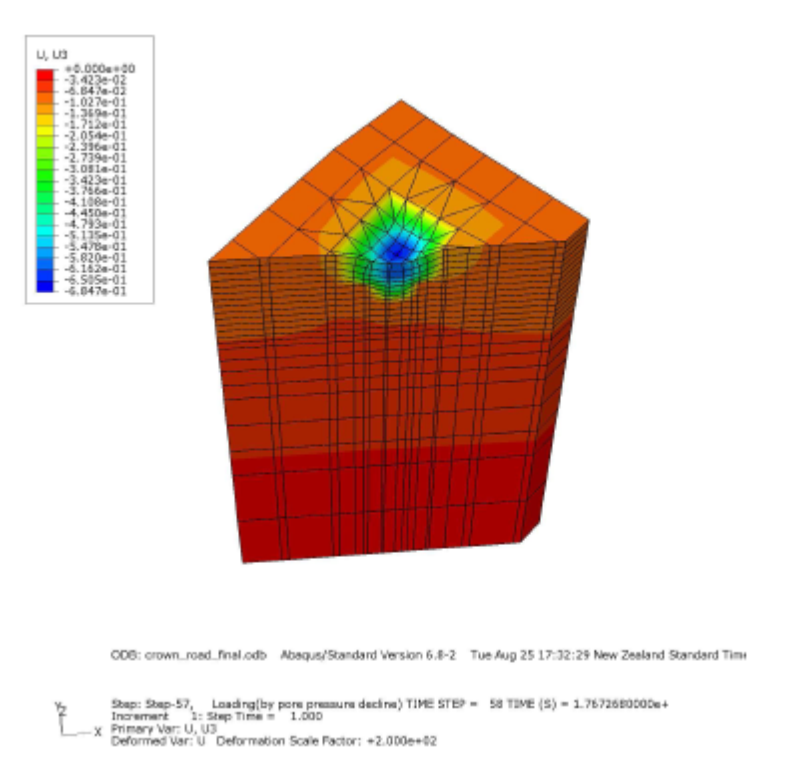 U, U3
+0.000e+00
-3.423e-02
-6.847e-02
-1.027e-01
-1.369e-01
-1.712e-01
-2.054e-01
-2.396e-01
-2.739e-01
-3.081e-01
-3.423e-01
-3.766e-01
-4.108e-01
-4.450e-01
-4.793e-01
-5.135e-01
-5.478e-01
-5.820e-01
-6.162e-01
-6.505e-01
-6.847e-01
ODB: crown_road_final.odb Abaqus/Standard Version 6.8-2 Tue Aug 25 17:32:29 New Zealand Standard Time
Step: Step-57, Loading(by pore pressure decline) TIME STEP = 58 TIME (S) = 1.7672680000e+
Increment 1: Step Time = 1.000
Primary Var: U, U3
Deformed Var: U Deformation Scale Factor: +2.000e+02
Y
Z
X